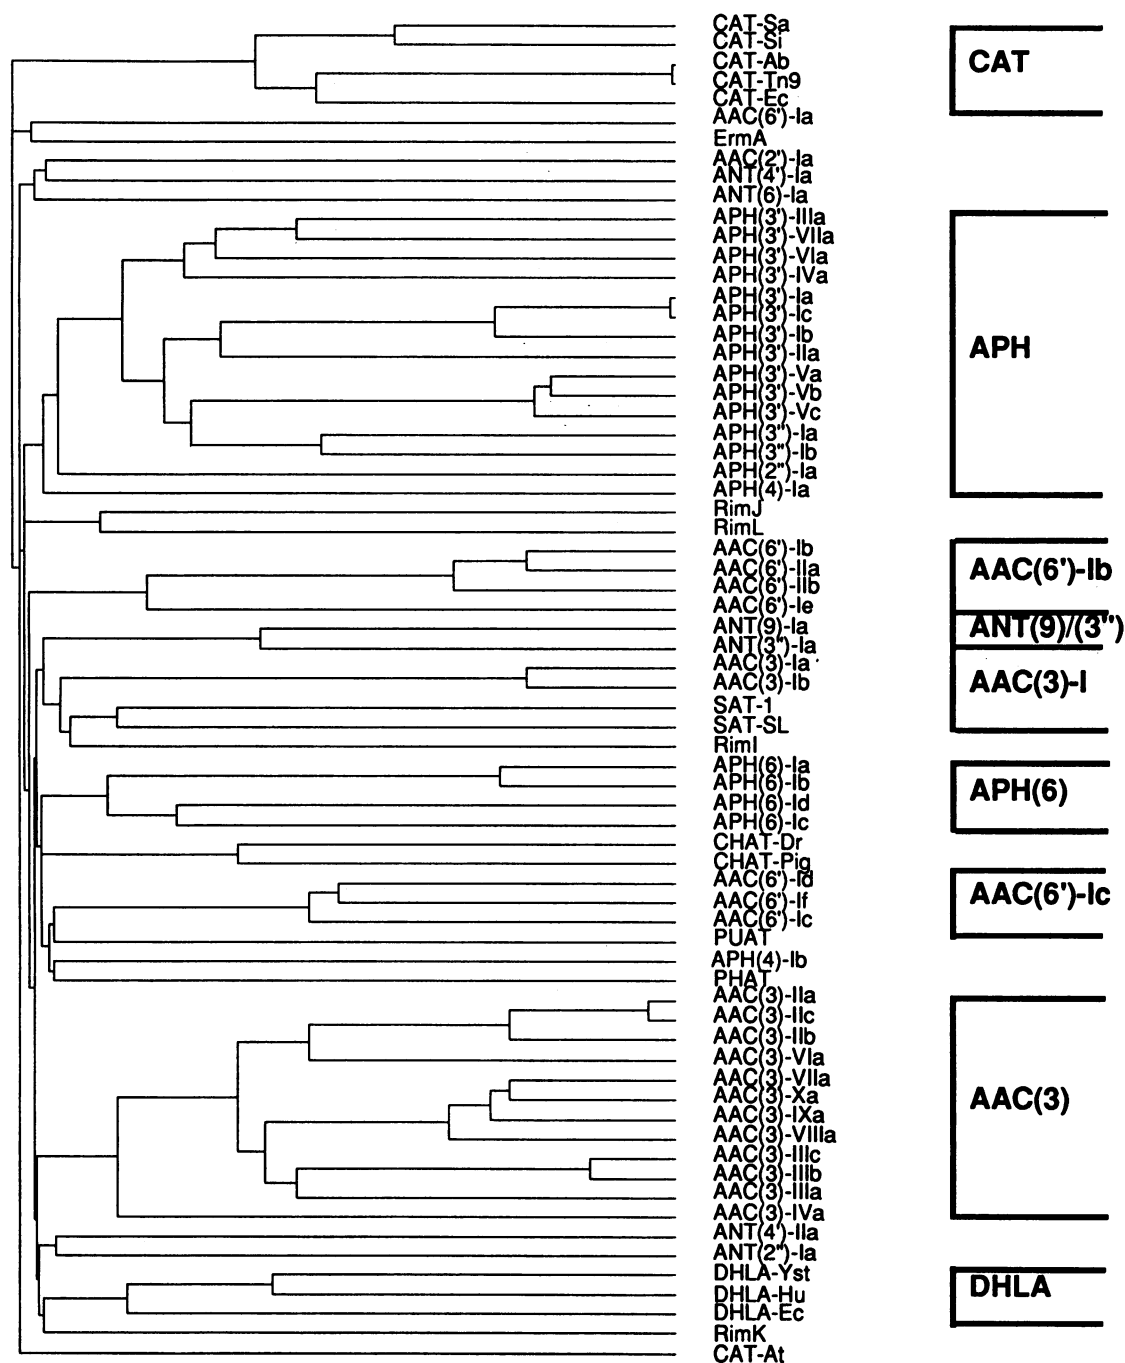 CAT-Sa
CAT-Si
CAT-Ab
CAT-Tn9
CAT-Ec
AAC(6')-Ia
ErmA
AAC(2')-Ia
ANT(4')-Ia
ANT(6)-Ia
APH(3')-IIIa
APH(3')-VIIa
APH(3')-VIa
APH(3')-IVa
APH(3')-Ia
APH(3')-Ic
APH(3')-Ib
APH(3')-IIa
APH(3')-Va
APH(3')-Vb
APH(3')-Vc
APH(3")-Ia
APH(3")-Ib
APH(2")-Ia
APH(4)-Ia
RimJ
RimL
AAC(6')-Ib
AAC(6')-IIa
AAC(6')-IIb
AAC(6')-Ie
ANT(9)-Ia
ANT(3")-Ia
AAC(3)-Ia
AAC(3)-Ib
SAT-1
SAT-SL
RimI
APH(6)-Ia
APH(6)-Ib
APH(6)-Id
APH(6)-Ic
CHAT-Dr
CHAT-Pig
AAC(6')-Id
AAC(6')-If
AAC(6')-Ic
PUAT
APH(4)-Ib
PHAT
AAC(3)-IIa
AAC(3)-IIc
AAC(3)-IIb
AAC(3)-VIa
AAC(3)-VIIa
AAC(3)-Xa
AAC(3)-IXa
AAC(3)-VIIIa
AAC(3)-IIIc
AAC(3)-IIIb
AAC(3)-IIIa
AAC(3)-IVa
ANT(4')-IIa
ANT(2")-Ia
DHLA-Yst
DHLA-Hu
DHLA-Ec
RimK
CAT-At
CAT
APH
AAC(6')-Ib
ANT(9)/(3")
AAC(3)-I
APH(6)
AAC(6')-Ic
AAC(3)
DHLA